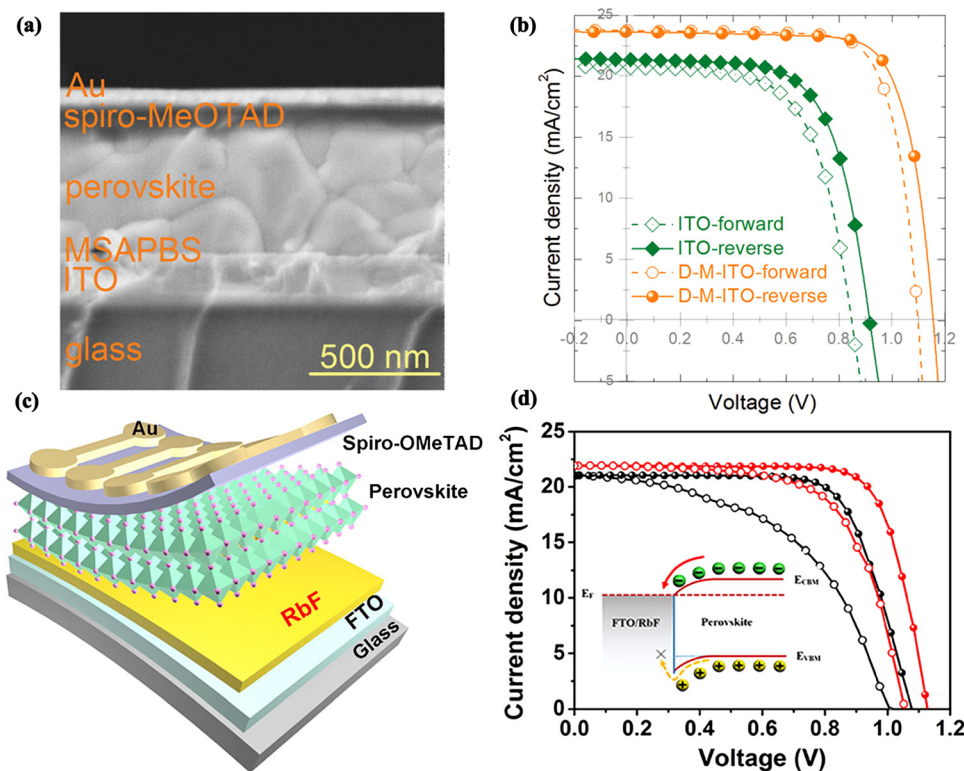 (a)
Au
spiro-MeOTAD
perovskite
MSAPBS
ITO
glass
500 nm
(b)
25
20
15
10
5
0
5
Current density (mA/cm²)
ITO-forward
ITO-reverse
D-M-ITO-forward
D-M-ITO-reverse
-0.2 0.0 0.2 0.4 0.6 0.8 1.0 1.2
Voltage (V)
(c)
Au
Spiro-OMeTAD
Perovskite
RbF
FTO
Glass
(d)
25
20
15
10
5
0
Current density (mA/cm²)
E_CBM
E_F
FTO/RbF
Perovskite
E_VBM
0.0 0.2 0.4 0.6 0.8 1.0 1.2
Voltage (V)